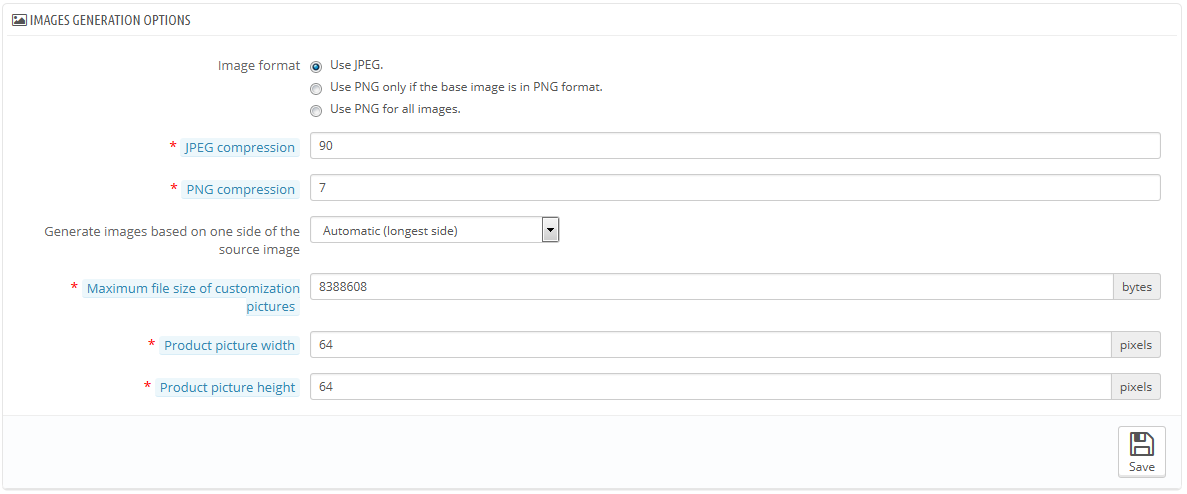 IMAGES GENERATION OPTIONS
Image format
Use JPEG.
Use PNG only if the base image is in PNG format.
Use PNG for all images.
* JPEG compression
90
* PNG compression
7
Generate images based on one side of the
source image
Automatic (longest side)
* Maximum file size of customization
pictures
8388608
bytes
* Product picture width
64
pixels
* Product picture height
64
pixels
Save